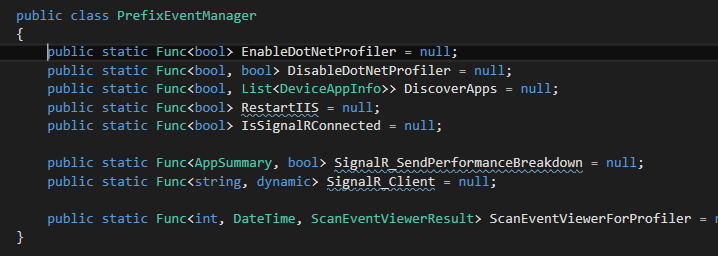 public class PrefixEventManager
{
public static Func<bool> EnableDotNetProfiler = null;
public static Func<bool, bool> DisableDotNetProfiler = null;
public static Func<bool, List<DeviceAppInfo>> DiscoverApps = null;
public static Func<bool> RestartIIS = null;
public static Func<bool> IsSignalRConnected = null;
public static Func<AppSummary, bool> SignalR_SendPerformanceBreakdown = null;
public static Func<string, dynamic> SignalR_Client = null;
public static Func<int, DateTime, ScanEventViewerResult> ScanEventViewerForProfiler =
}